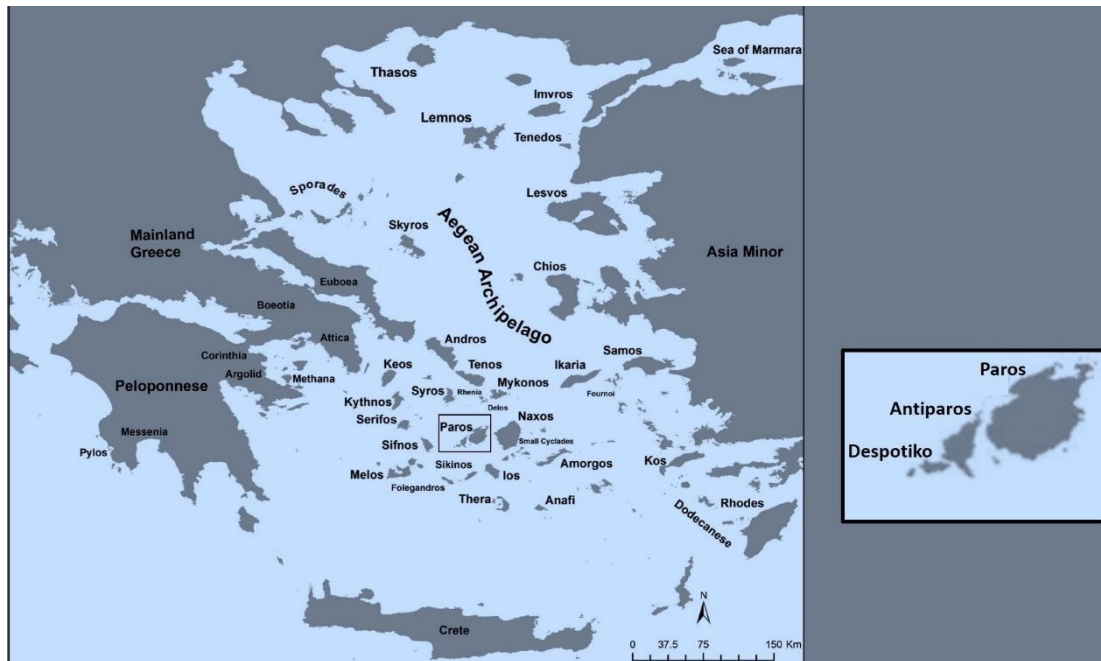 Sea of Marmara
Thasos
Imvros
Lemnos
Tenedos
Sporades
Lesvos
Skyros
Aegean Archipelago
Mainland
Greece
Asia Minor
Chios
Euboea
Boeotia
Attica
Andros
Samos
Corinthia
Keos
Tenos
Ikaria
Argolid
Methana
Peloponnese
Syros
Rhenia
Mykonos
Fournoi
Kythnos
Delos
Serifos
Paros
Naxos
Messenia
Sifnos
Small Cyclades
Pylos
Melos
Sikinos
Ios
Amorgos
Kos
Folegandros
Thera
Anafi
Dodecanese
Rhodes
Crete
N
0 37.5 75 150 Km
Paros
Antiparos
Despotiko